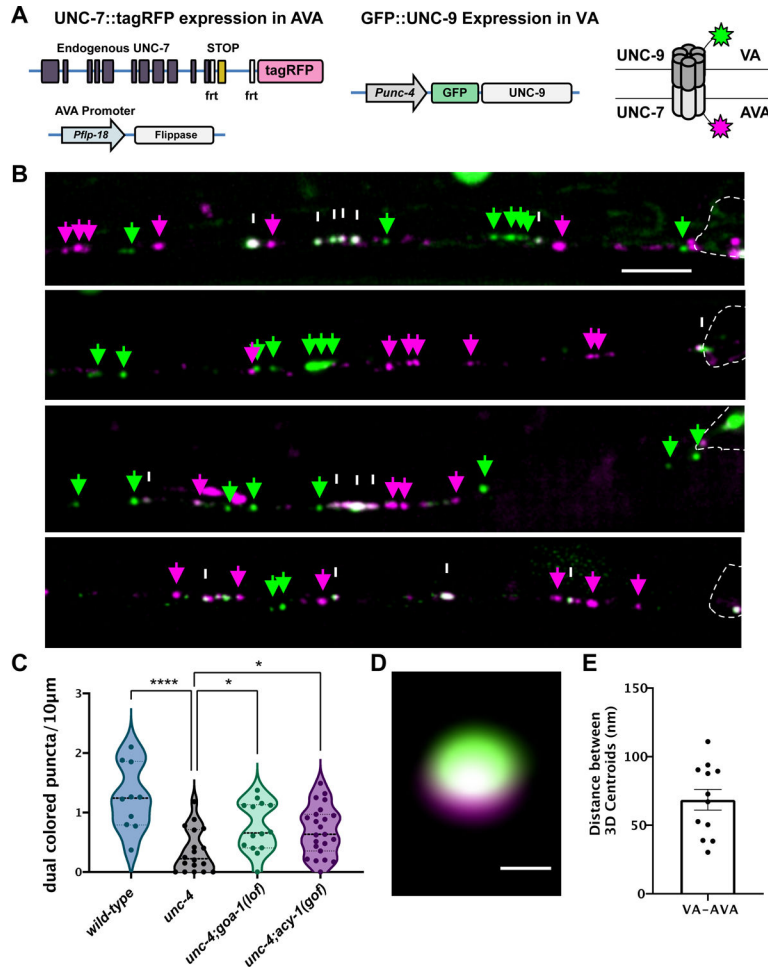 A
UNC-7::tagRFP expression in AVA
GFP::UNC-9 Expression in VA
Endogenous UNC-7
STOP
tagRFP
frt
frt
AVA Promoter
Pflp-18
Flippase
Punc-4
GFP
UNC-9
UNC-9
VA
UNC-7
AVA
B
C
dual colored puncta/10µm
3
2
1
0
****
*
*
wild-type
unc-4
unc-4;goa-1(lof)
unc-4;acy-1(gof)
D
E
Distance between
3D Centroids (nm)
150
100
50
0
VA-AVA